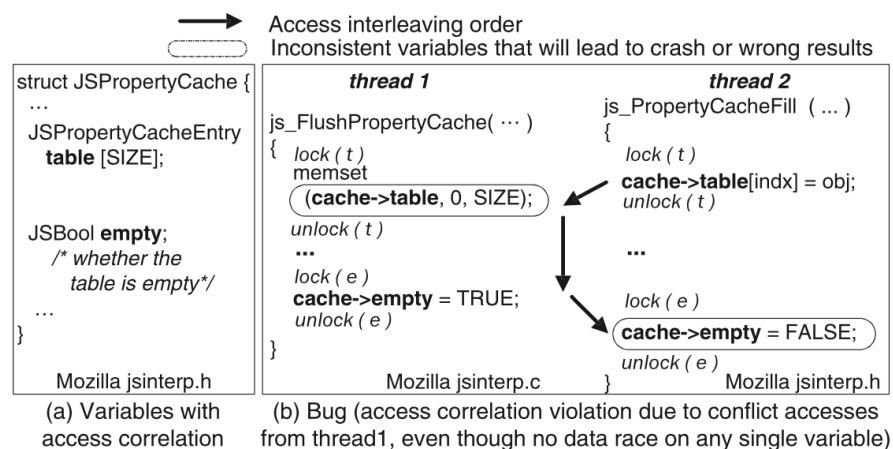 Access interleaving order
Inconsistent variables that will lead to crash or wrong results
struct JSPropertyCache {
...
JSPropertyCacheEntry
table [SIZE];
JSBool empty;
/* whether the
table is empty*/
...
}
Mozilla jsinterp.h
(a) Variables with
access correlation
thread 1
js_FlushPropertyCache( ... )
{ lock ( t )
memset
(cache->table, 0, SIZE);
unlock ( t )
...
lock ( e )
cache->empty = TRUE;
unlock ( e )
}
Mozilla jsinterp.c
thread 2
js_PropertyCacheFill ( ... )
{
lock ( t )
cache->table[indx] = obj;
unlock ( t )
...
lock ( e )
cache->empty = FALSE;
unlock ( e )
}
Mozilla jsinterp.h
(b) Bug (access correlation violation due to conflict accesses
from thread1, even though no data race on any single variable)